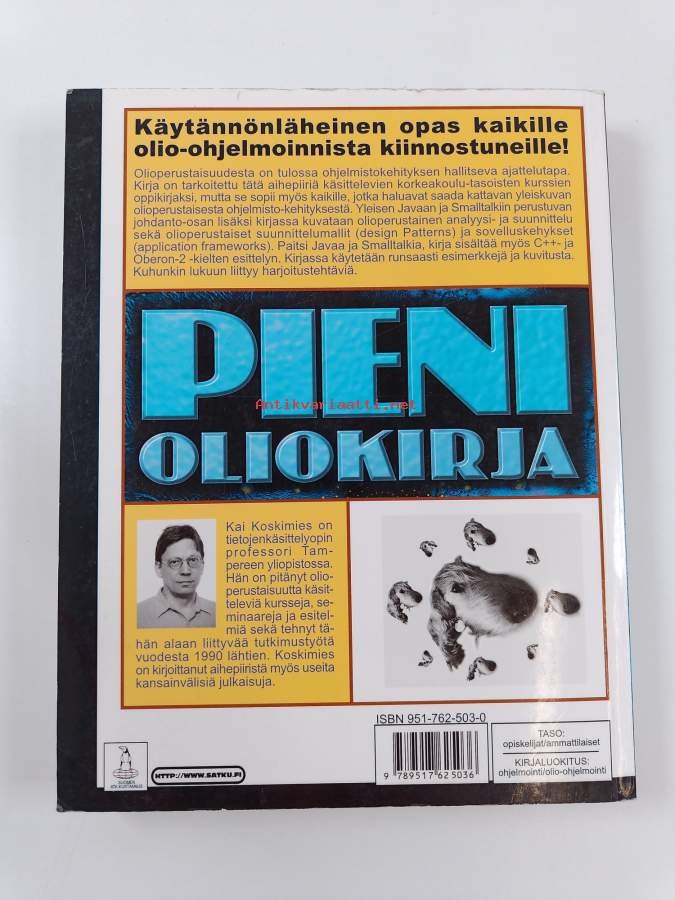 Käytännönläheinen opas kaikille
olio-ohjelmoinnista kiinnostuneille!
Olioperustaisuudesta on tulossa ohjelmistokehityksen hallitseva ajattelutapa.
Kirja on tarkoitettu tätä aihepiiriä käsittelevien korkeakoulu-tasoisten kurssien
oppikirjaksi, mutta se sopii myös kaikille, jotka haluavat saada kattavan yleiskuvan
olioperustaisesta ohjelmisto-kehityksestä. Yleisen Javaan ja Smalltalkiin perustuvan
johdanto-osan lisäksi kirjassa kuvataan olioperustainen analyysi- ja suunnittelu
sekä olioperustaiset suunnittelumallit (design Patterns) ja sovelluskehykset
(application frameworks). Paitsi Javaa ja Smalltalkia, kirja sisältää myös C++- ja
Oberon-2 -kielten esittelyn. Kirjassa käytetään runsaasti esimerkkejä ja kuvitusta.
Kuhunkin lukuun liittyy harjoitustehtäviä.
PIENI
Antikvariaatti.net
OLIOKIRJA
Kai Koskimies on
tietojenkäsittelyopin
professori Tam-
pereen yliopistossa.
Hän on pitänyt olio-
perustaisuutta käsit-
televiä kursseja, se-
minaareja ja esitel-
miä sekä tehnyt tä-
hän alaan liittyvää tutkimustyötä
vuodesta 1990 lähtien. Koskimies
on kirjoittanut aihepiiristä myös useita
kansainvälisiä julkaisuja.
ISBN 951-762-503-0
9 789517 625036
TASO:
opiskelijat/ammattilaiset
KIRJALUOKITUS:
ohjelmointi/olio-ohjelmointi
HTTP://WWW.SATKU.FI
SUOMEN